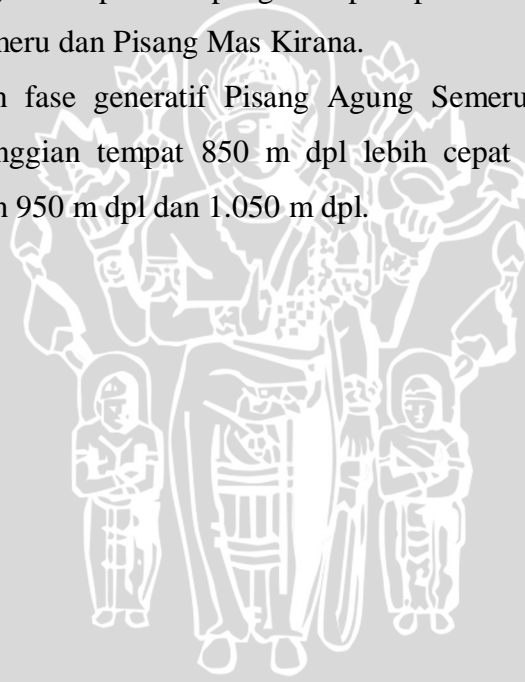 meru dan Pisang Mas Kirana.
fase generatif Pisang Agung Semeru
nggian tempat 850 m dpl lebih cepat
n 950 m dpl dan 1.050 m dpl.